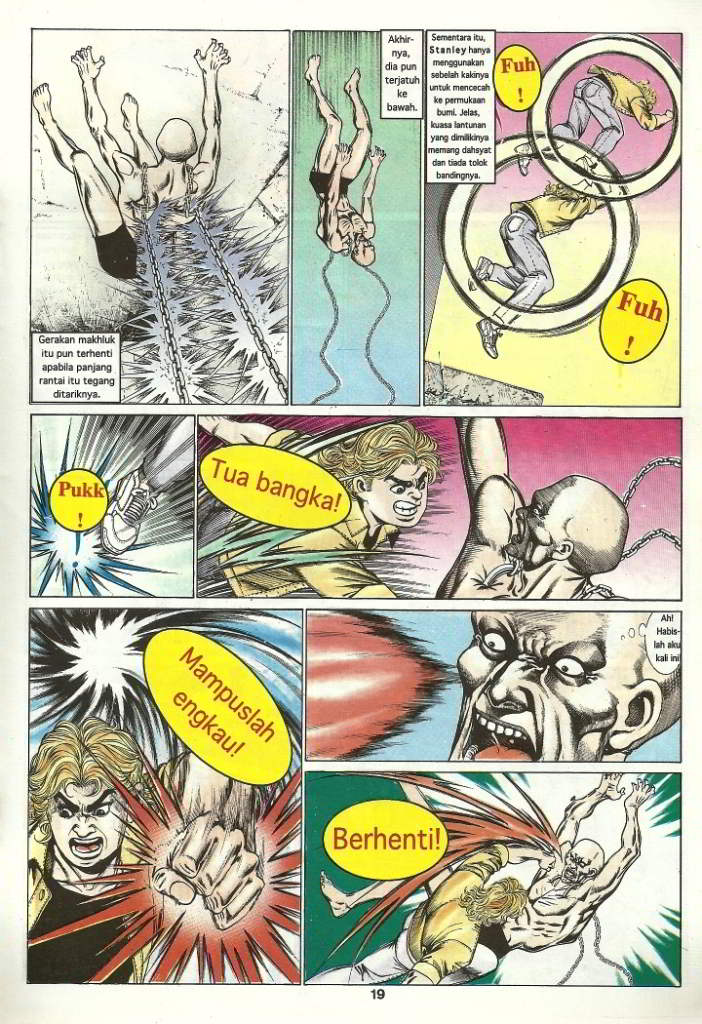 Gerakan makhluk
itu pun terhenti
apabila panjang
rantai itu tegang
ditariknya.
Akhir-
nya,
dia pun
terjatuh
ke
bawah.
Sementara itu,
Stanley hanya
menggunakan
sebelah kakinya
untuk mencecah
ke permukaan
bumi. Jelas,
kuasa lantunan
yang dimilikinya
memang dahsyat
dan tiada tolok
bandingnya.
Fuh
!
Fuh
!
Pukk
!
Tua bangka!
Mampuslah
engkau!
Ah!
Habis-
lah aku
kali ini
Berhenti!
19